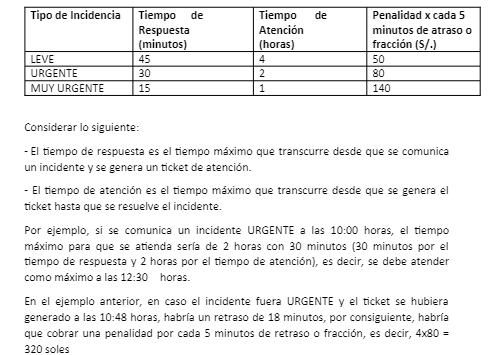 Tipo de Incidencia Tiempo de Respuesta (minutos) Tiempo de Atención (horas) Penalidad x cada 5 minutos de atraso o fracción (S/.)
LEVE 45 4 50
URGENTE 30 2 80
MUY URGENTE 15 1 140
Considerar lo siguiente:
- El tiempo de respuesta es el tiempo máximo que transcurre desde que se comunica
un incidente y se genera un ticket de atención.
- El tiempo de atención es el tiempo máximo que transcurre desde que se genera el
ticket hasta que se resuelve el incidente.
Por ejemplo, si se comunica un incidente URGENTE a las 10:00 horas, el tiempo
máximo para que se atienda sería de 2 horas con 30 minutos (30 minutos por el
tiempo de respuesta y 2 horas por el tiempo de atención), es decir, se debe atender
como máximo a las 12:30 horas.
En el ejemplo anterior, en caso el incidente fuera URGENTE y el ticket se hubiera
generado a las 10:48 horas, habría un retraso de 18 minutos, por consiguiente, habría
que cobrar una penalidad por cada 5 minutos de retraso o fracción, es decir, 4x80 =
320 soles